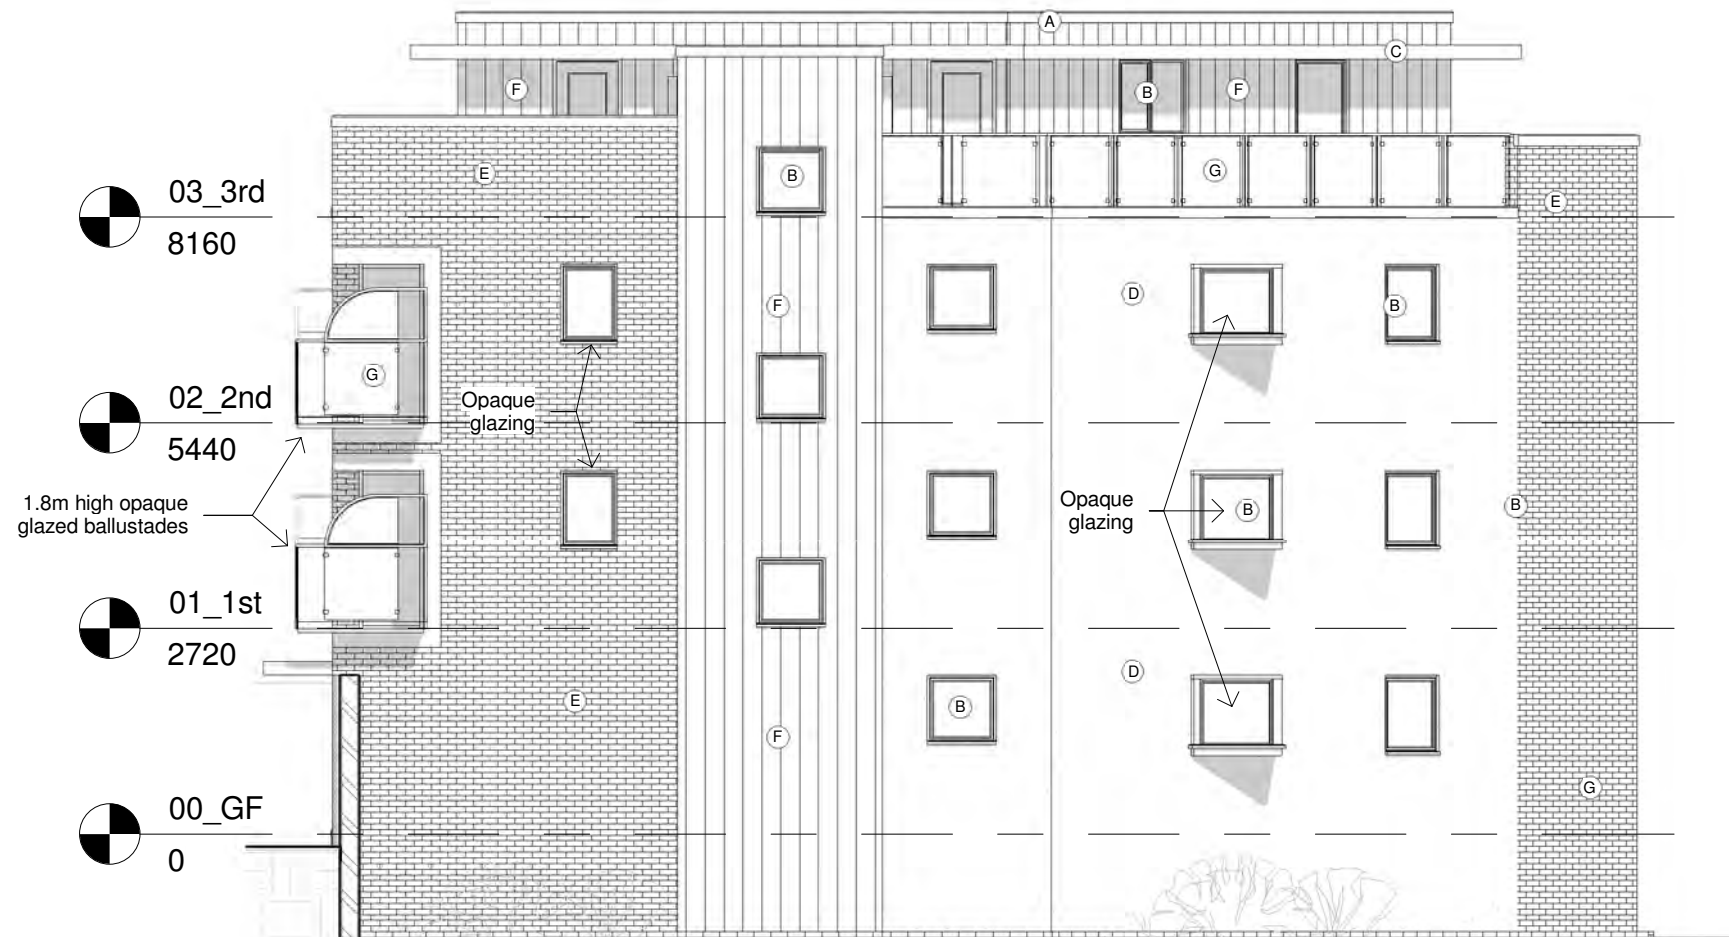 A
C
F
B
F
E
B
G
E
03_3rd
8160
F
D
B
G
02_2nd
5440
Opaque
glazing
1.8m high opaque
glazed ballustades
Opaque
glazing
B
B
01_1st
2720
E
F
B
D
G
00_GF
0